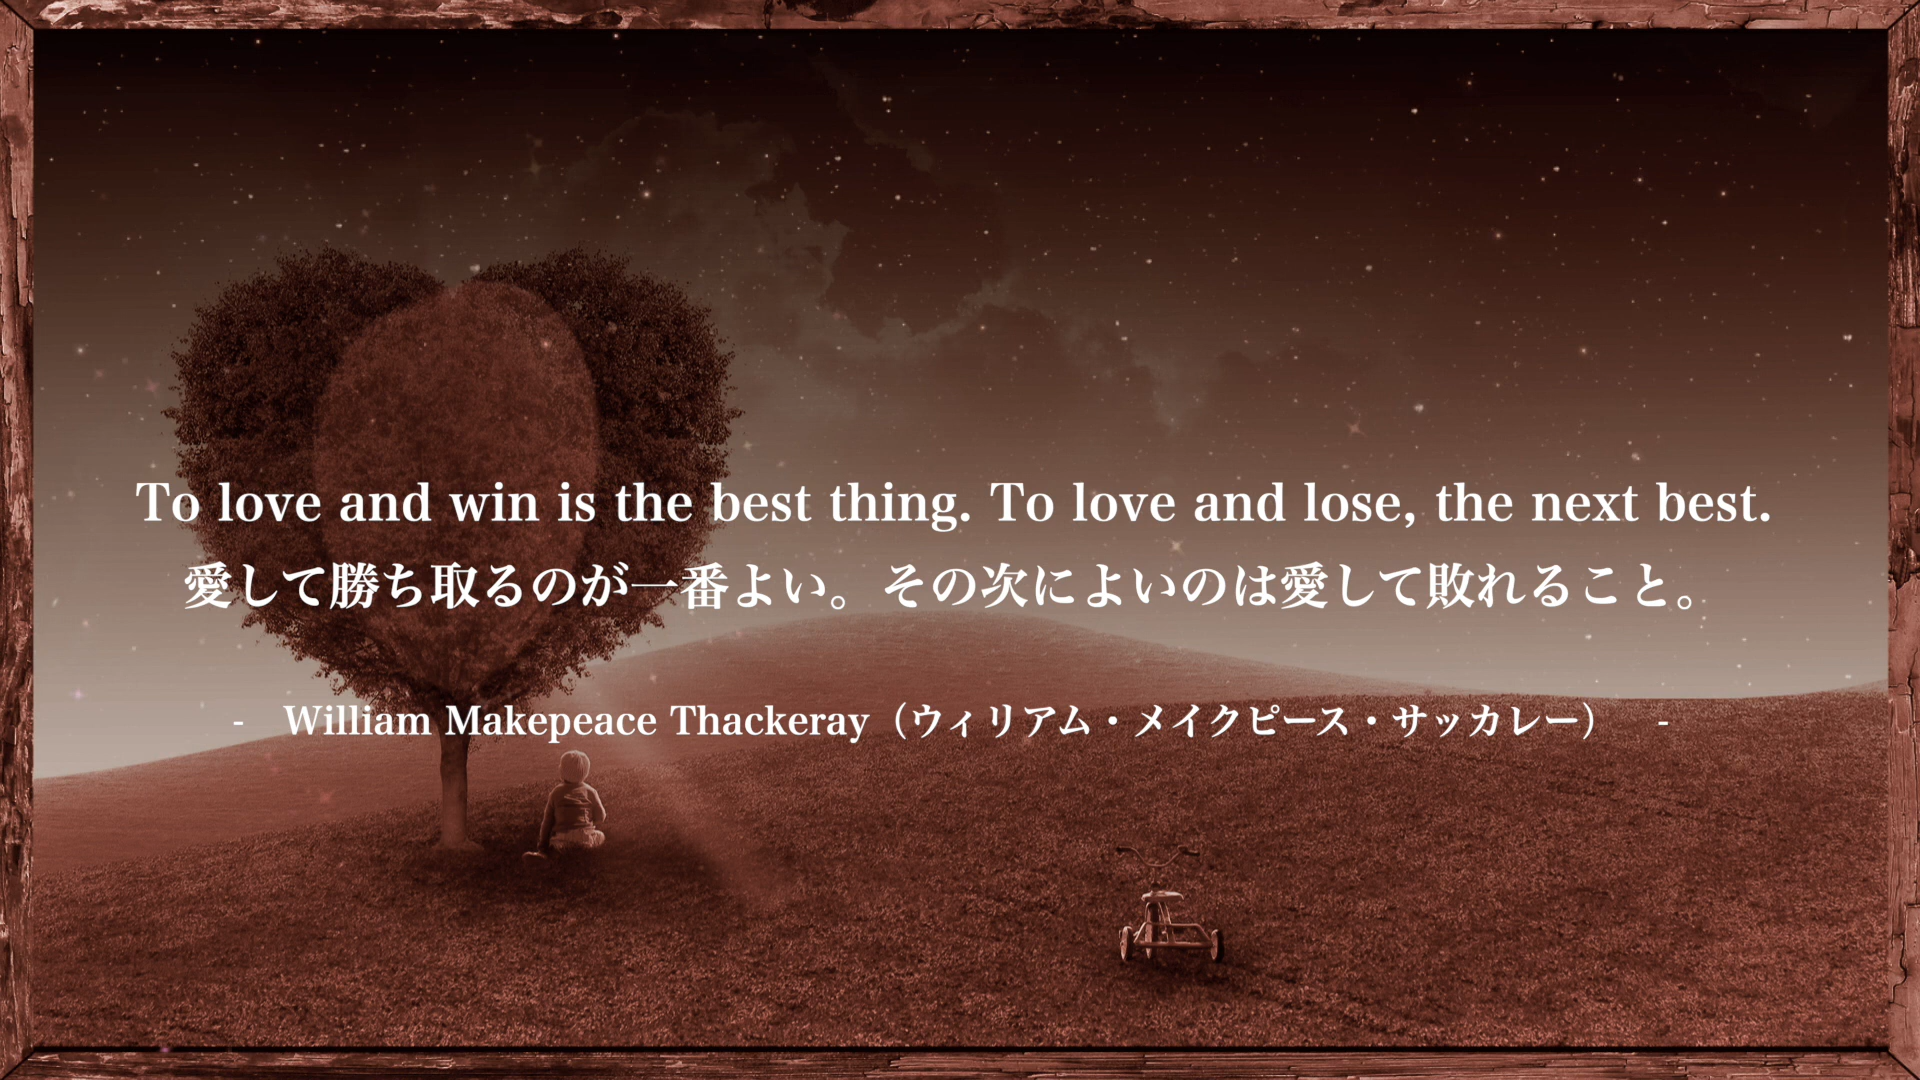 To love and win is the best thing. To love and lose, the next best.
愛して勝ち取るのが一番よい。その次によいのは愛して敗れること。
-　William Makepeace Thackeray（ウィリアム・メイクピース・サッカレー）　-